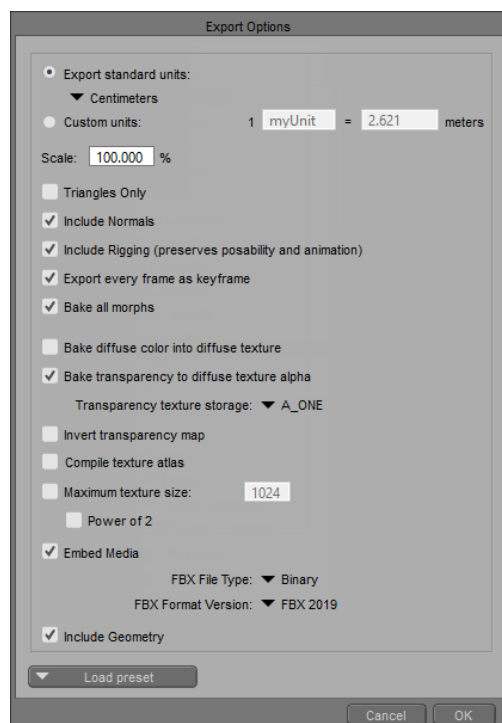 Export Options
Export standard units:
Centimeters
Custom units: 1 myUnit = 2.621 meters
Scale: 100.000 %
Triangles Only
Include Normals
Include Rigging (preserves posability and animation)
Export every frame as keyframe
Bake all morphs
Bake diffuse color into diffuse texture
Bake transparency to diffuse texture alpha
Transparency texture storage: A_ONE
Invert transparency map
Compile texture atlas
Maximum texture size: 1024
Power of 2
Embed Media
FBX File Type: Binary
FBX Format Version: FBX 2019
Include Geometry
Load preset
Cancel OK